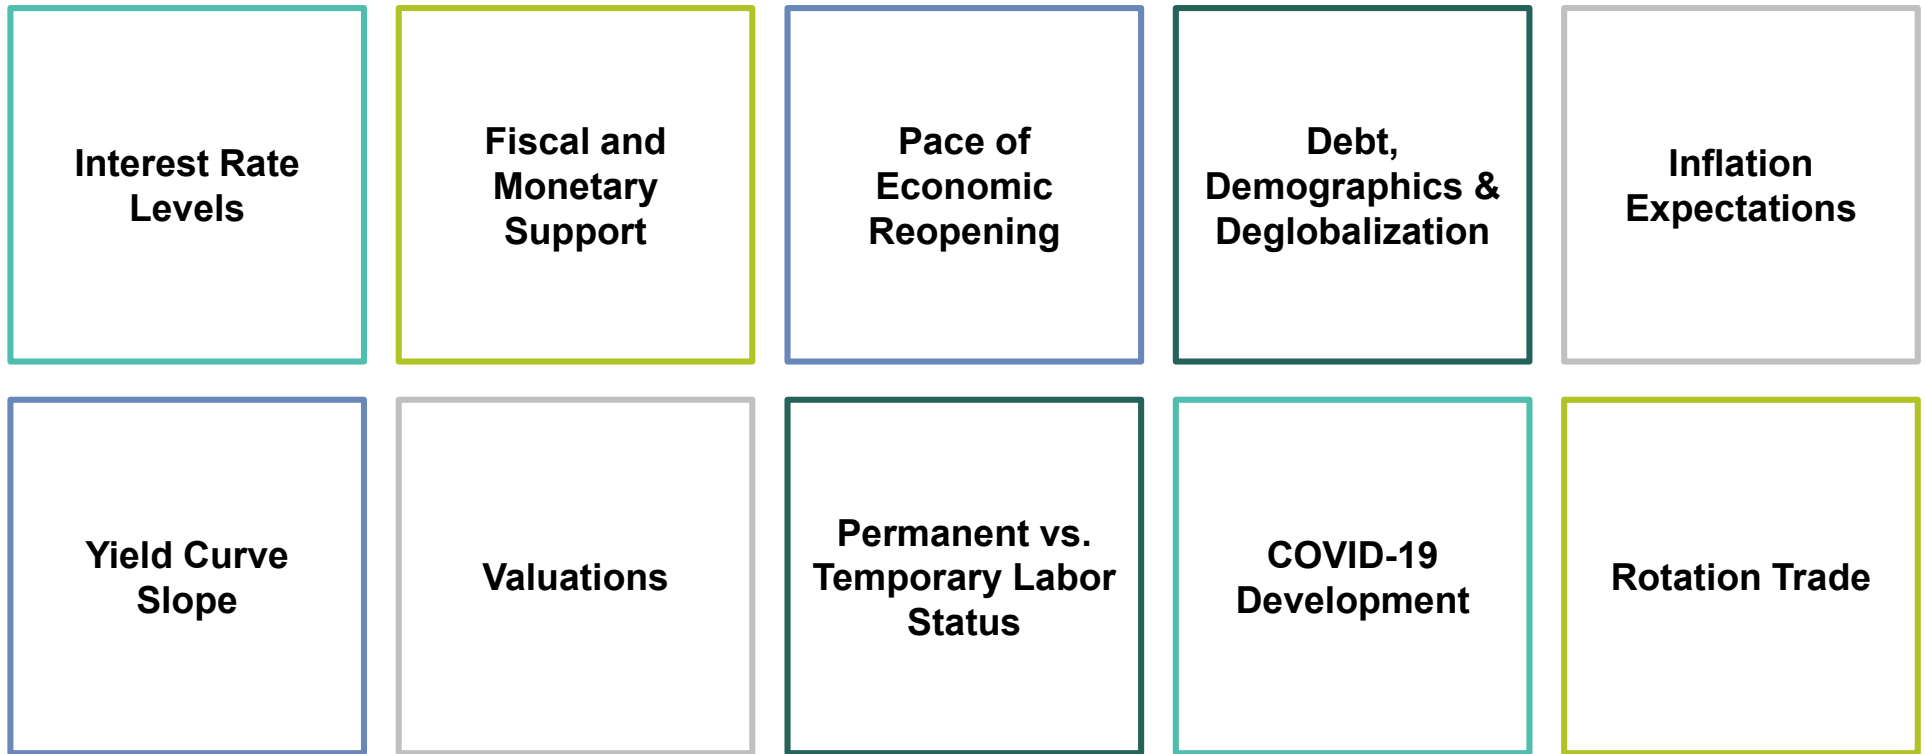 Interest Rate
Levels
Fiscal and
Monetary
Support
Pace of
Economic
Reopening
Debt,
Demographics &
Deglobalization
Inflation
Expectations
Yield Curve
Slope
Valuations
Permanent vs.
Temporary Labor
Status
COVID-19
Development
Rotation Trade